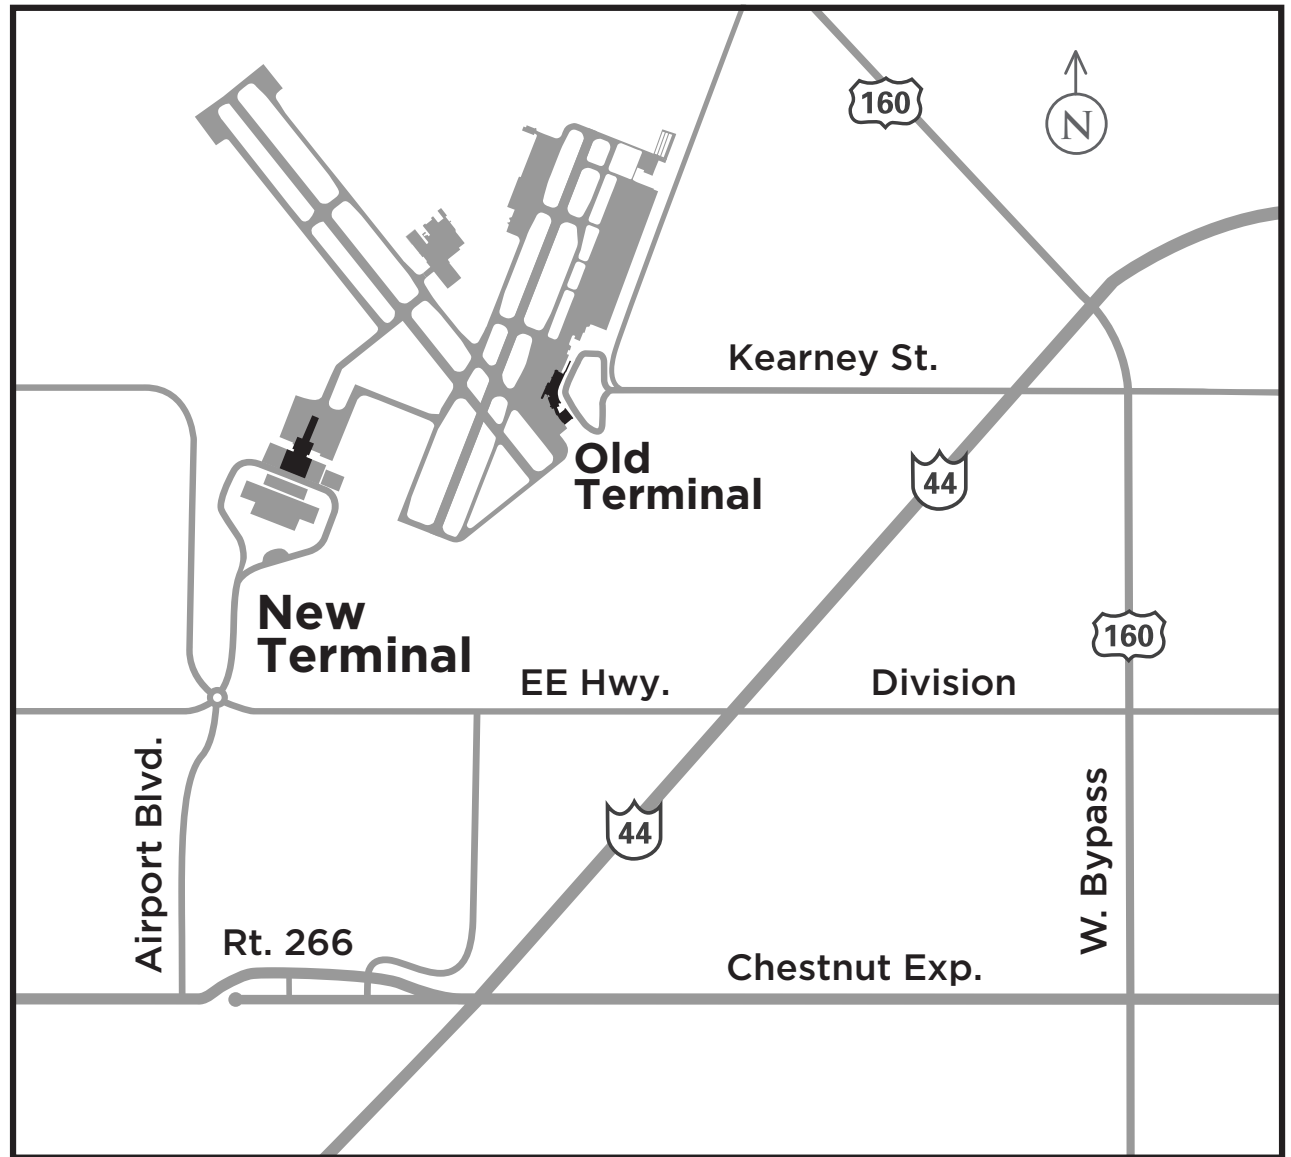 160
N
Kearney St.
Old
Terminal
44
New
Terminal
160
EE Hwy.
Division
Airport Blvd.
W. Bypass
44
Rt. 266
Chestnut Exp.